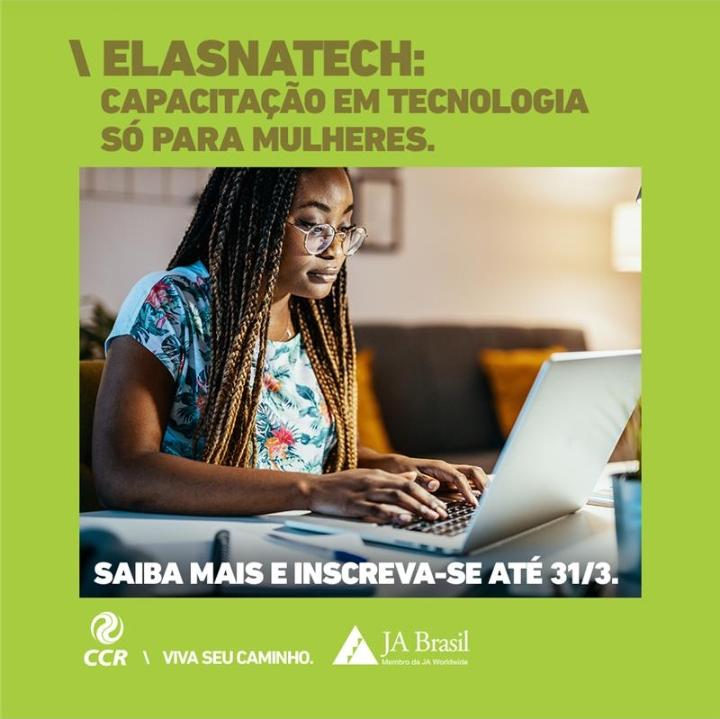 \ ELASNATECH:
CAPACITAÇÃO EM TECNOLOGIA
SÓ PARA MULHERES.
SAIBA MAIS E INSCREVA-SE ATÉ 31/3.
CCR \ VIVA SEU CAMINHO.
JA Brasil
Membro da JA Worldwide